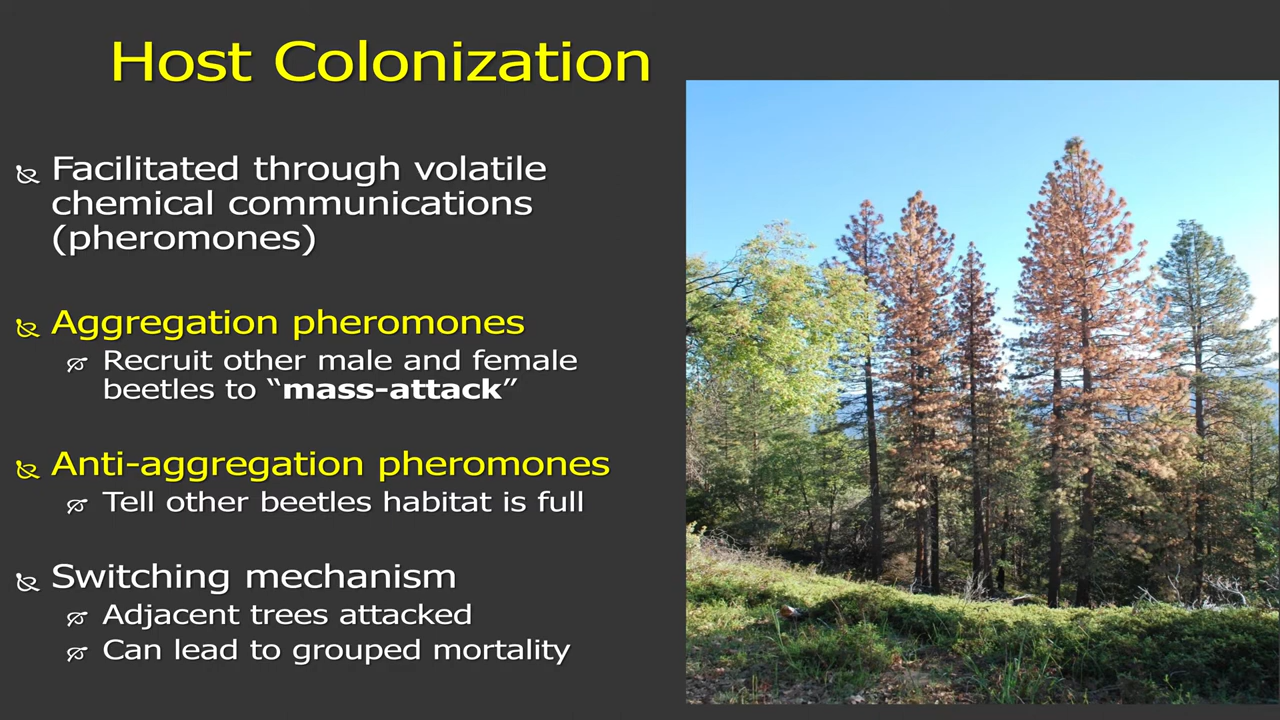 Host Colonization
Facilitated through volatile
chemical communications
(pheromones)
Aggregation pheromones
Recruit other male and female
beetles to “mass-attack”
Anti-aggregation pheromones
Tell other beetles habitat is full
Switching mechanism
Adjacent trees attacked
Can lead to grouped mortality